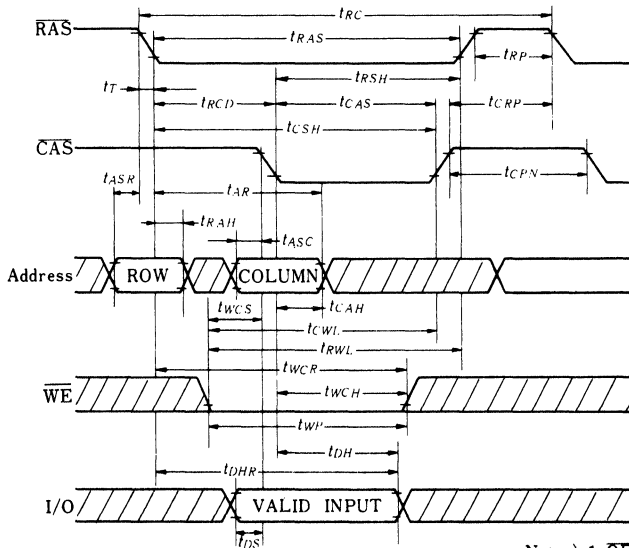 tRC
RAS
tRAS
tRP
tRSH
tT
tRCD
tCAS
tCRP
tCSH
CAS
tASR
tAR
tCPN
tRAH
tASC
Address
ROW
COLUMN
tWCS
tCAH
tCWL
tRWL
tWCR
WE
tWCH
tWP
tDH
tDHR
I/O
VALID INPUT
tDS